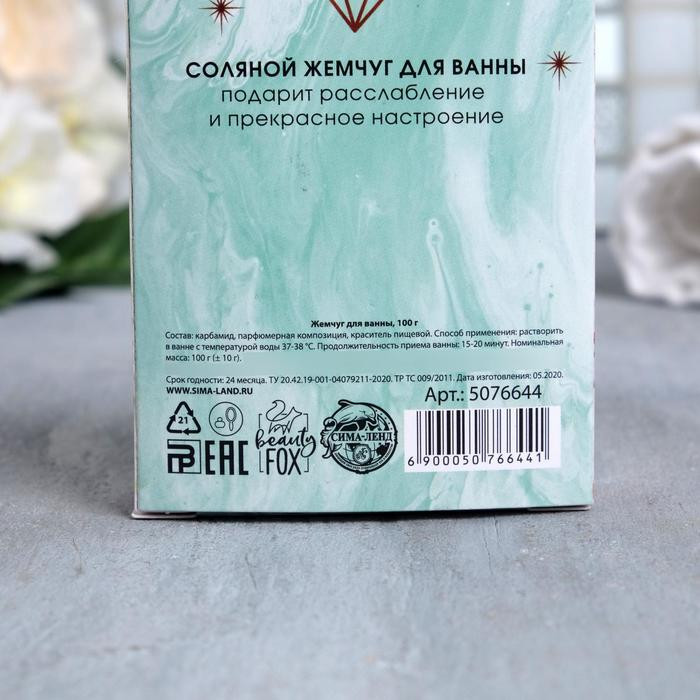 СОЛЯНОЙ ЖЕМЧУГ ДЛЯ ВАННЫ
подарит расслабление
и прекрасное настроение
Жемчуг для ванны, 100 г
Состав: карбамид, парфюмерная композиция, краситель пищевой. Способ применения: растворить
в ванне с температурой воды 37-38 °С. Продолжительность приема ванны: 15-20 минут. Номинальная
масса: 100 г (± 10 г).
Срок годности: 24 месяца. ТУ 20.42.19-001-04079211-2020. ТР ТС 009/2011. Дата изготовления: 05.2020.
WWW.SIMA-LAND.RU
Арт.: 5076644
21
EAC
beauty
FOX
СИМА-ЛЕНД
6 900050 766441